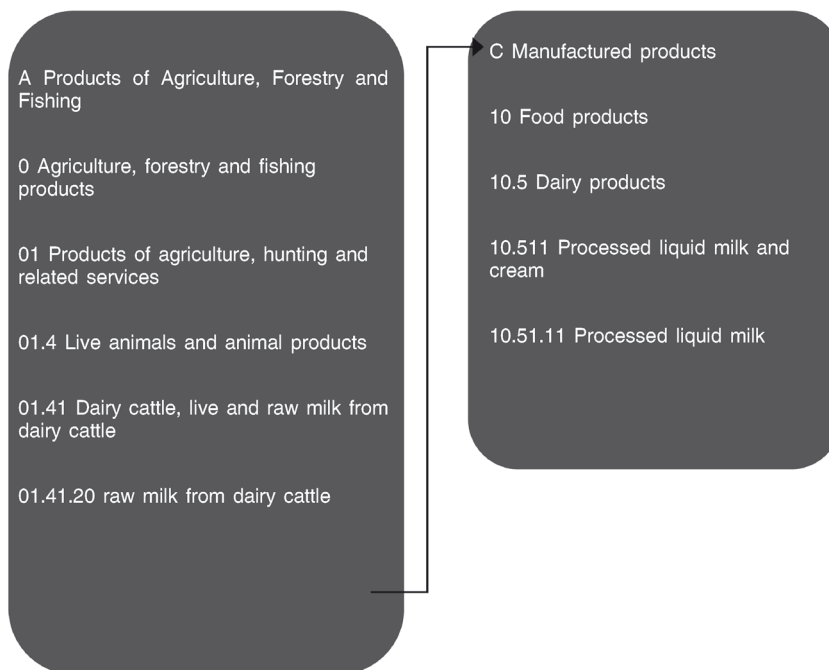 A Products of Agriculture, Forestry and
Fishing
0 Agriculture, forestry and fishing
products
01 Products of agriculture, hunting and
related services
01.4 Live animals and animal products
01.41 Dairy cattle, live and raw milk from
dairy cattle
01.41.20 raw milk from dairy cattle
C Manufactured products
10 Food products
10.5 Dairy products
10.511 Processed liquid milk and
cream
10.51.11 Processed liquid milk